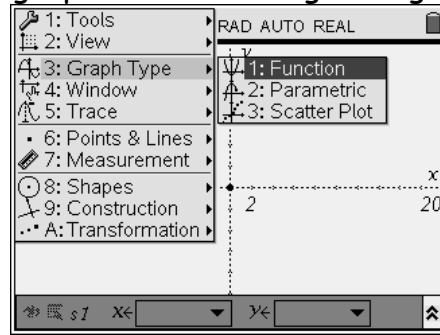 1: Tools
2: View
RAD AUTO REAL
y
3: Graph Type
1: Function
4: Window
2: Parametric
5: Trace
3: Scatter Plot
6: Points & Lines
7: Measurement
x
8: Shapes
9: Construction
2
20
A: Transformation
s1 x← y←